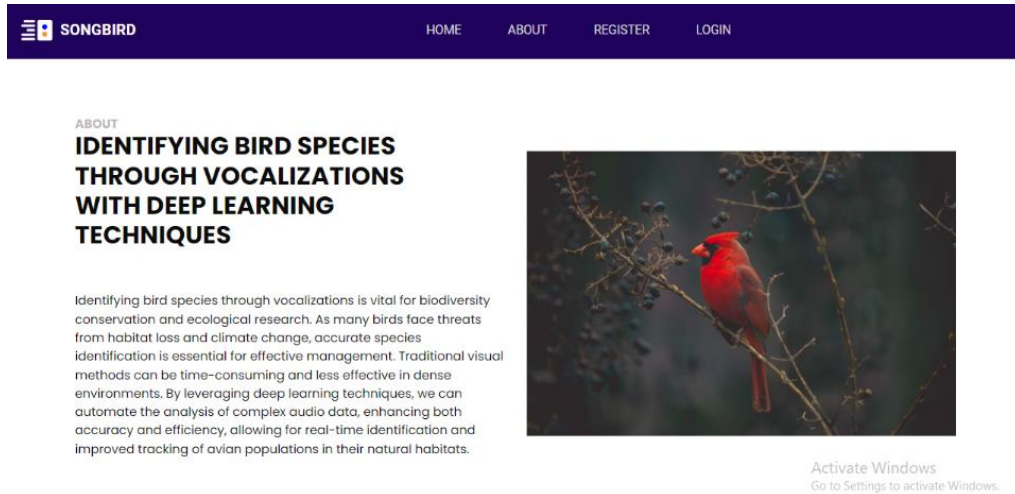 SONGBIRD
HOME
ABOUT
REGISTER
LOGIN
ABOUT
IDENTIFYING BIRD SPECIES
THROUGH VOCALIZATIONS
WITH DEEP LEARNING
TECHNIQUES
Identifying bird species through vocalizations is vital for biodiversity
conservation and ecological research. As many birds face threats
from habitat loss and climate change, accurate species
identification is essential for effective management. Traditional visual
methods can be time-consuming and less effective in dense
environments. By leveraging deep learning techniques, we can
automate the analysis of complex audio data, enhancing both
accuracy and efficiency, allowing for real-time identification and
improved tracking of avian populations in their natural habitats.
Activate Windows
Go to Settings to activate Windows.